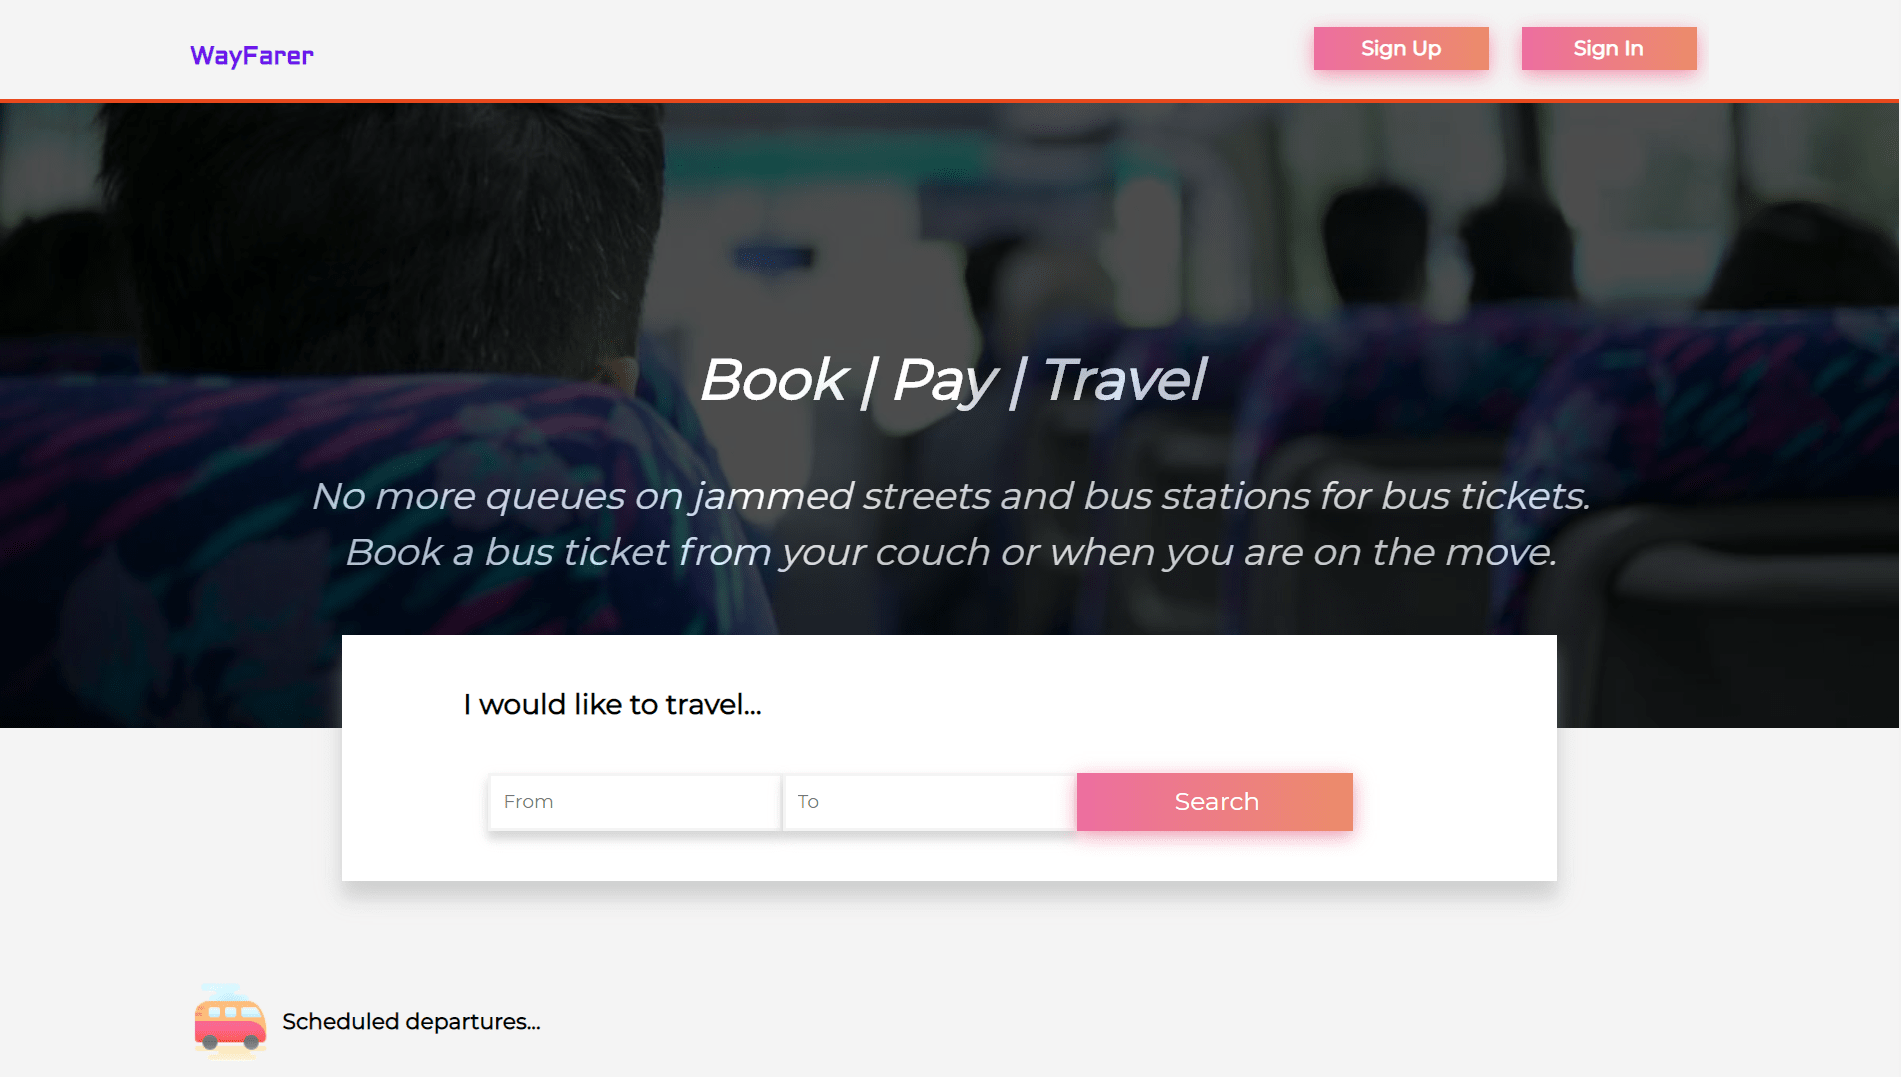 WayFarer
Sign Up
Sign In
Book | Pay | Travel
No more queues on jammed streets and bus stations for bus tickets.
Book a bus ticket from your couch or when you are on the move.
I would like to travel...
From
To
Search
Scheduled departures...